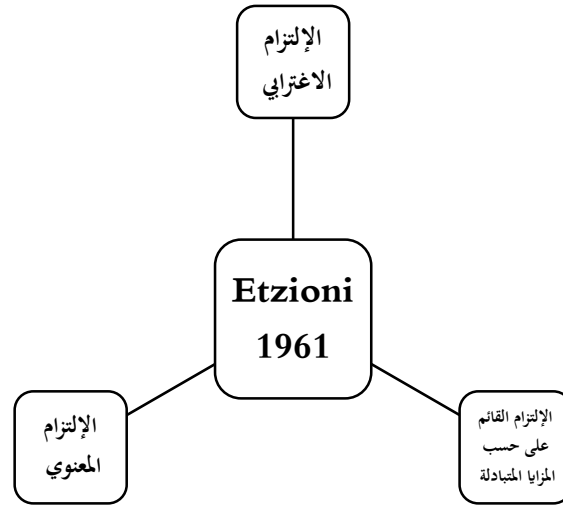 الإلتزام
الاغترابي
Etzioni
1961
الإلتزام القائم
على حسب
المزايا المتبادلة
الإلتزام
المعنوي